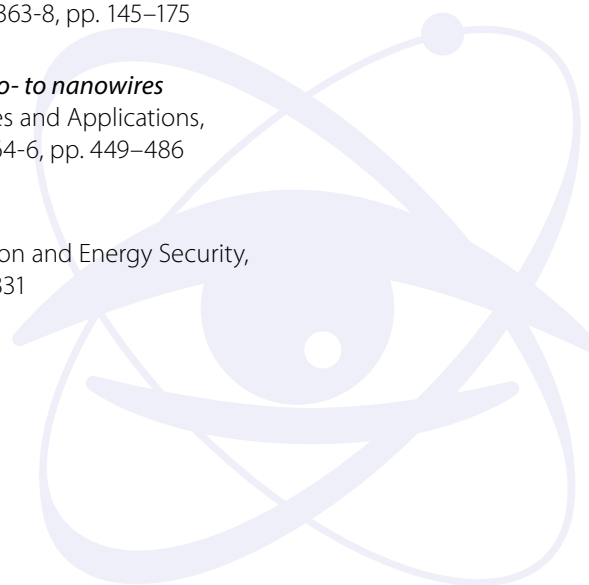 363-8, pp. 145–175
o- to nanowires
es and Applications,
64-6, pp. 449–486
on and Energy Security,
331